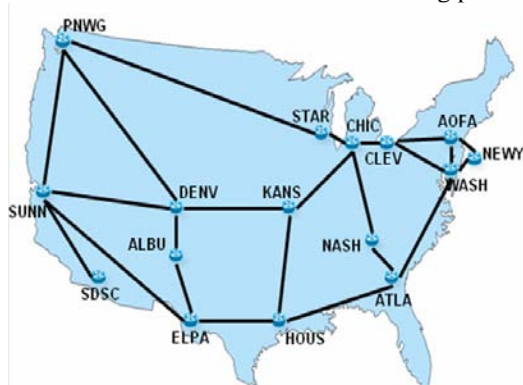 PNWG
STAR
CHIC
AOFA
CLEV
NEWY
WASH
DENV
KANS
SUNN
ALBU
NASH
SDSC
ATLA
ELPA
HOUS